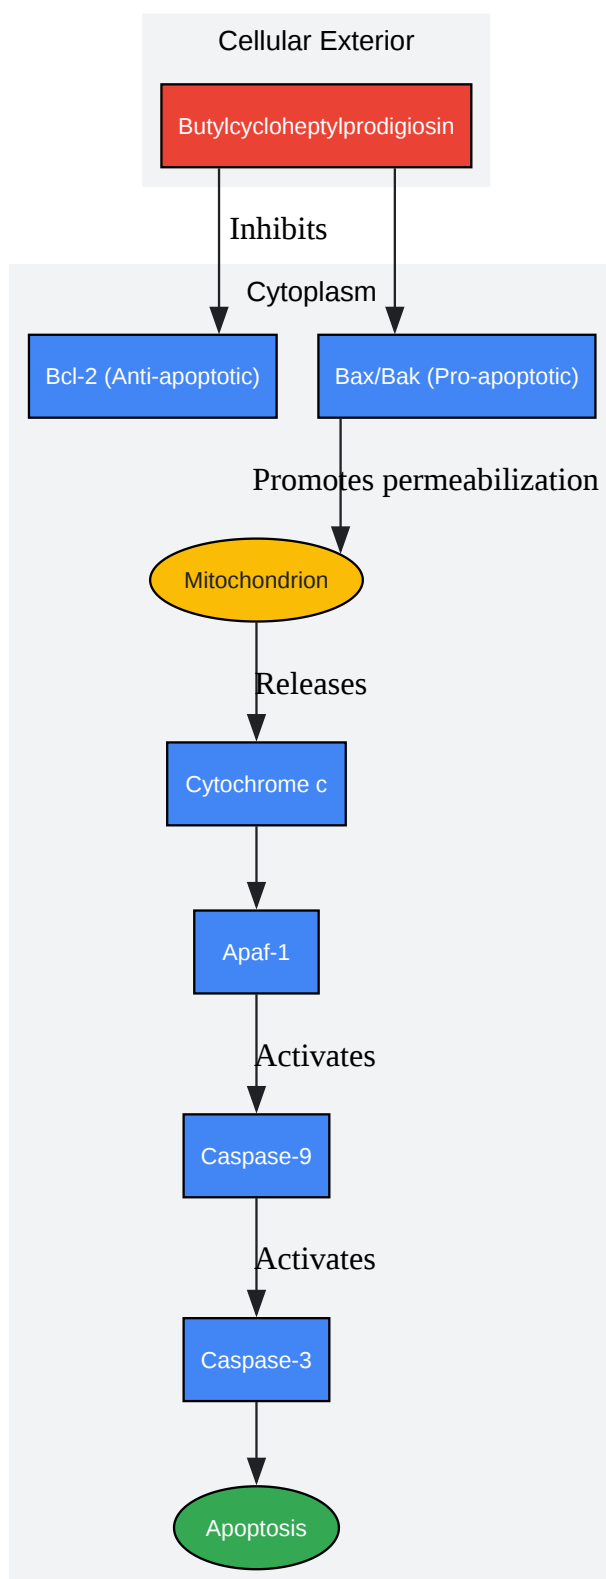 Cellular Exterior
Butylcycloheptylprodigiosin
Inhibits
Cytoplasm
Bcl-2 (Anti-apoptotic)
Bax/Bak (Pro-apoptotic)
Promotes permeabilization
Mitochondrion
Releases
Cytochrome c
Apaf-1
Activates
Caspase-9
Activates
Caspase-3
Apoptosis